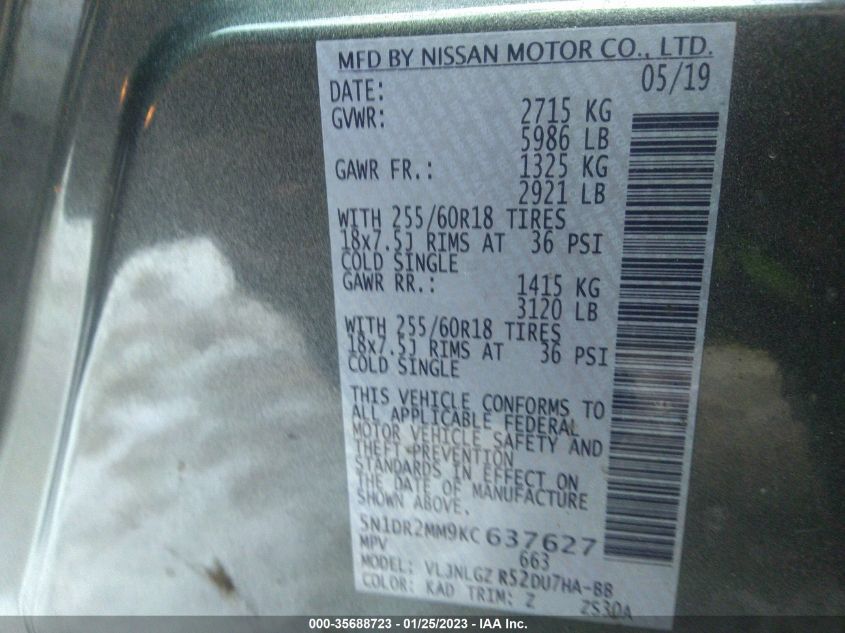 MFD BY NISSAN MOTOR CO., LTD.
DATE: 05/19
GVWR: 2715 KG
5986 LB
GAWR FR.: 1325 KG
2921 LB
WITH 255/60R18 TIRES
18x7.5J RIMS AT 36 PSI
COLD SINGLE
GAWR RR.: 1415 KG
3120 LB
WITH 255/60R18 TIRES
18x7.5J RIMS AT 36 PSI
COLD SINGLE
THIS VEHICLE CONFORMS TO
ALL APPLICABLE FEDERAL
MOTOR VEHICLE SAFETY AND
THEFT PREVENTION
STANDARDS IN EFFECT ON
THE DATE OF MANUFACTURE
SHOWN ABOVE.
5N1DR2MM9KC 637627
MPV 663
MODEL: VLJNLGZ R52DU7HA-BB
COLOR: KAD TRIM: Z ZS30A
000-35688723 - 01/25/2023 - IAA Inc.